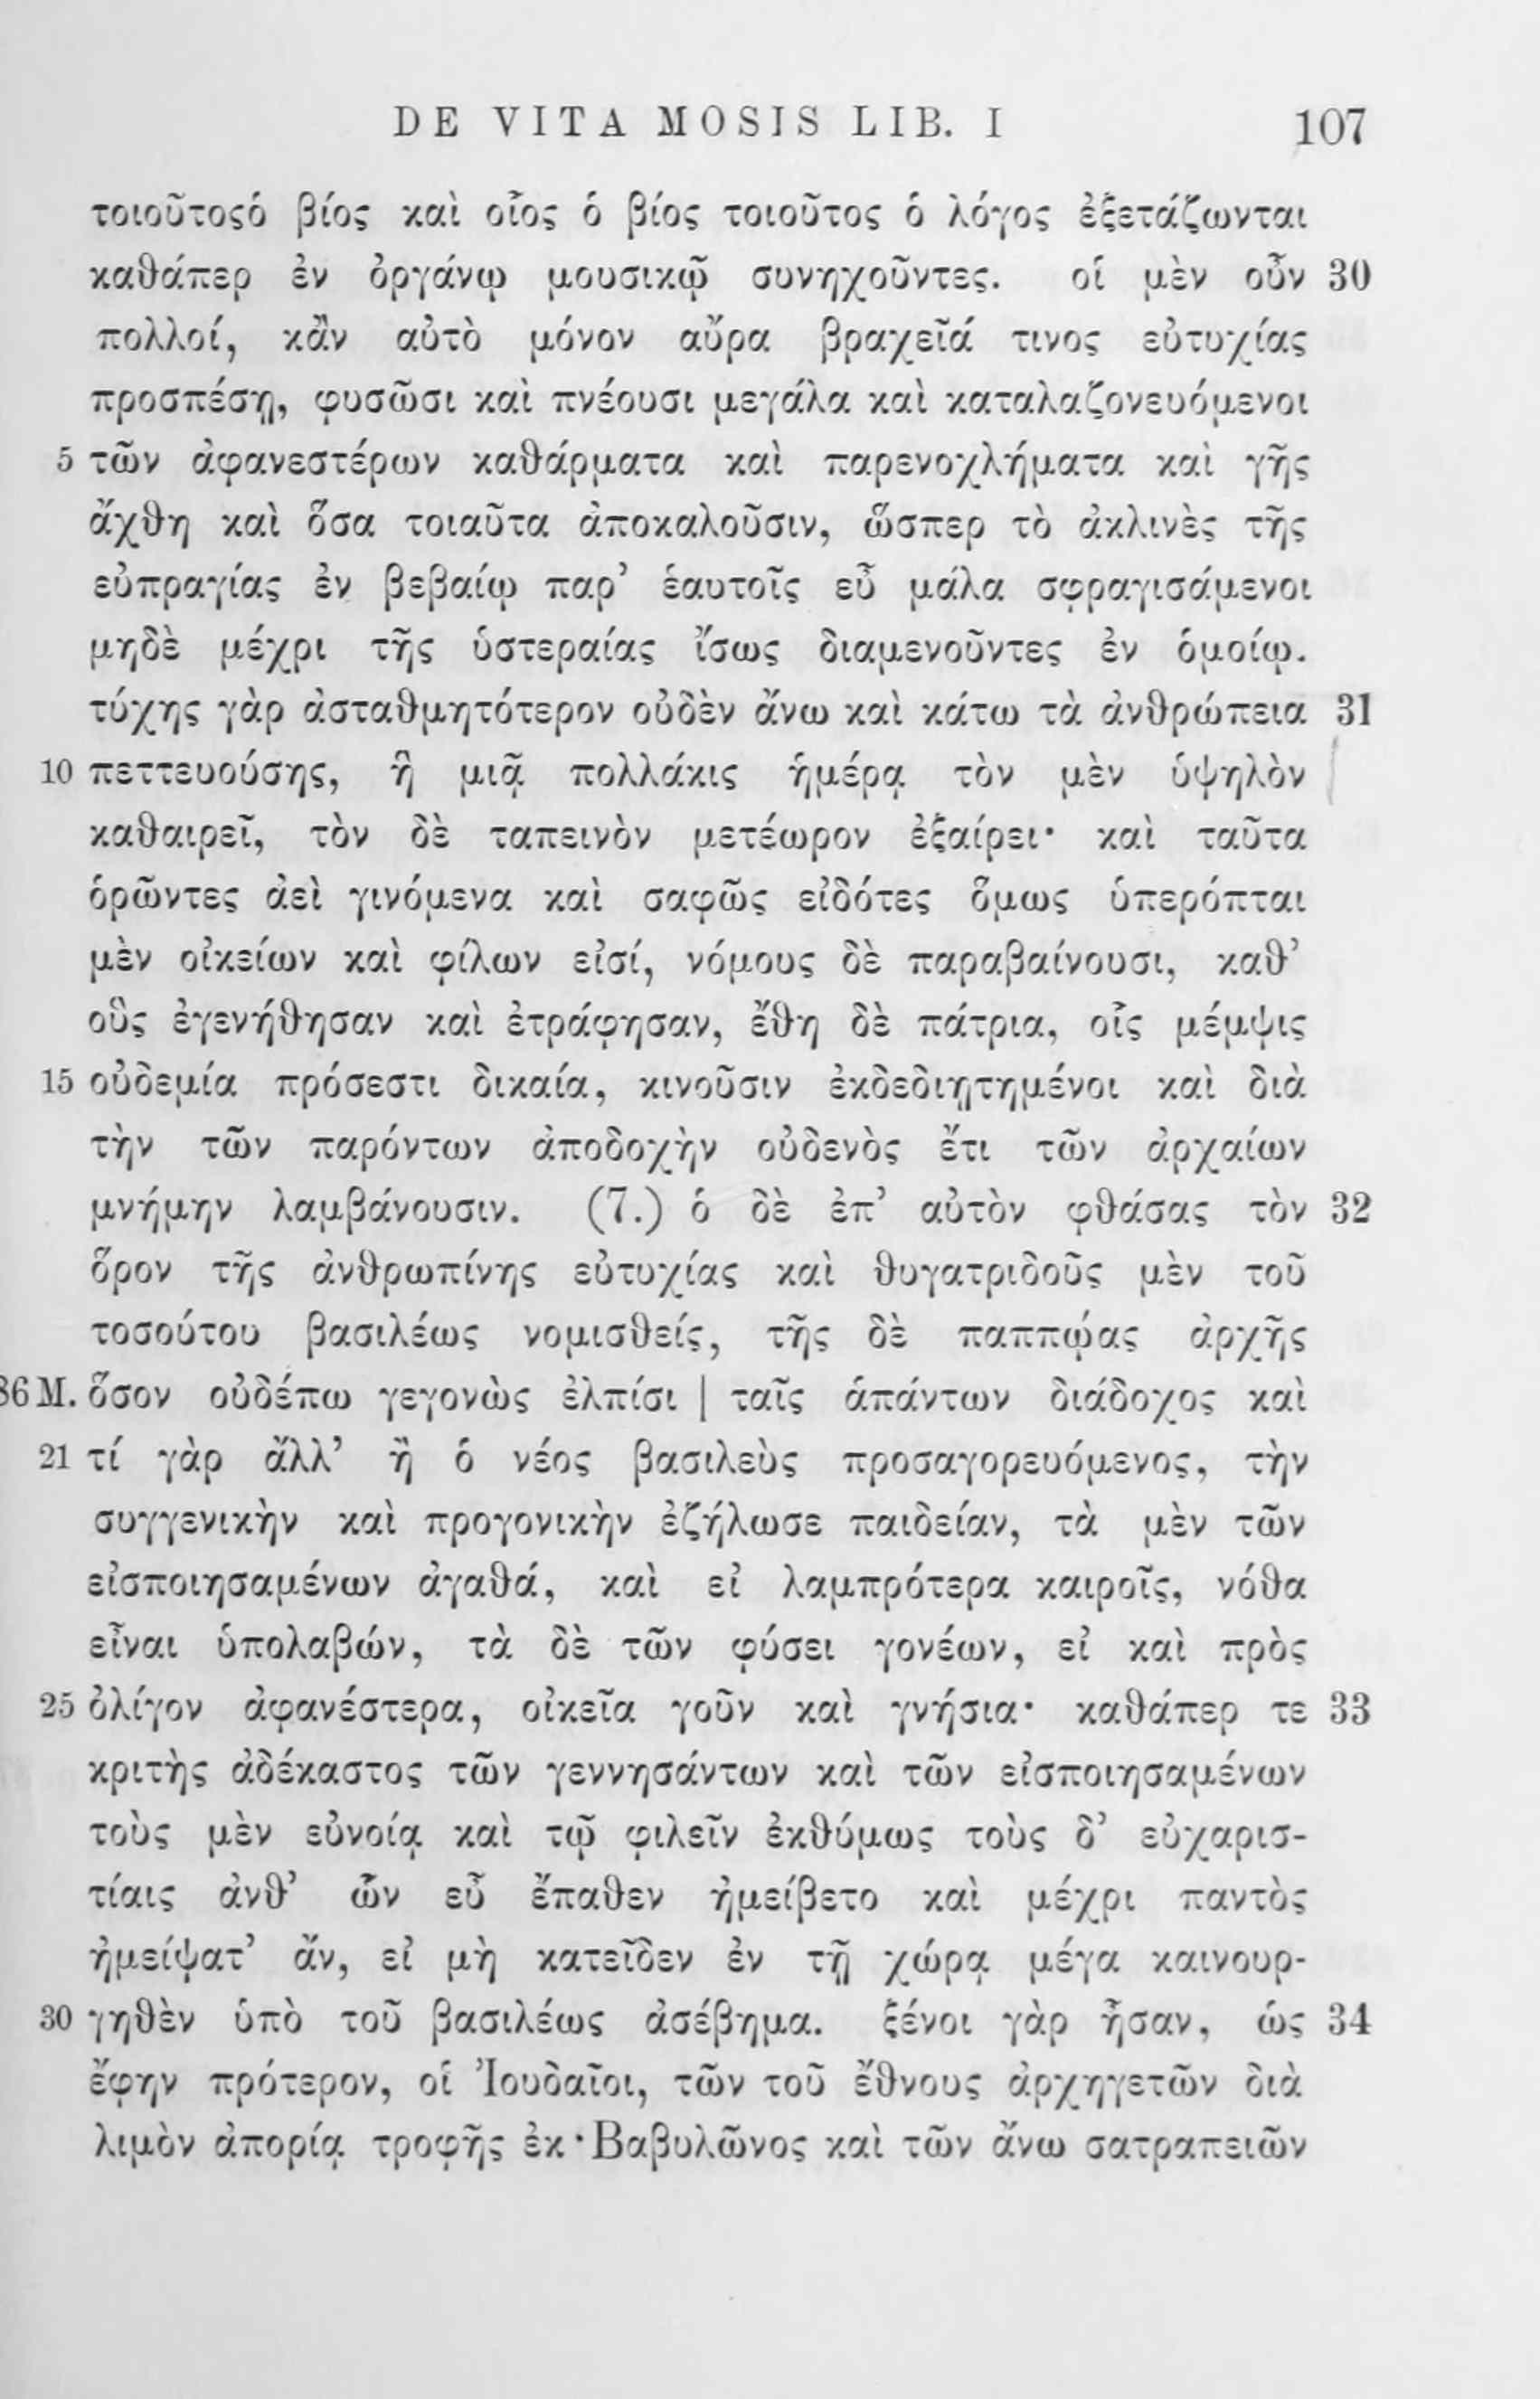 DE VITA MOSIS LIB. I 107
τοιοῦτοςὁ βίος καὶ οἷος ὁ βίος τοιοῦτος ὁ λόγος ἐξετάζωνται
καθάπερ ἐν ὀργάνῳ μουσικῷ συνηχοῦντες. οἱ μὲν οὖν 30
πολλοί, κἂν αὐτὸ μόνον αὔρα βραχεῖά τινος εὐτυχίας
προσπέσῃ, φυσῶσι καὶ πνέουσι μεγάλα καὶ καταλαζονευόμενοι
5 τῶν ἀφανεστέρων καθάρματα καὶ παρενοχλήματα καὶ γῆς
ἄχθη καὶ ὅσα τοιαῦτα ἀποκαλοῦσιν, ὥσπερ τὸ ἀκλινὲς τῆς
εὐπραγίας ἐν βεβαίῳ παρ’ ἑαυτοῖς εὖ μάλα σφραγισάμενοι
μηδὲ μέχρι τῆς ὑστεραίας ἴσως διαμενοῦντες ἐν ὁμοίῳ.
τύχης γὰρ ἀσταθμητότερον οὐδὲν ἄνω καὶ κάτω τὰ ἀνθρώπεια 31
10 πεττευούσης, ἣ μιᾷ πολλάκις ἡμέρᾳ τὸν μὲν ὑψηλὸν
καθαιρεῖ, τὸν δὲ ταπεινὸν μετέωρον ἐξαίρει· καὶ ταῦτα
ὁρῶντες ἀεὶ γινόμενα καὶ σαφῶς εἰδότες ὅμως ὑπερόπται
μὲν οἰκείων καὶ φίλων εἰσί, νόμους δὲ παραβαίνουσι, καθ’
οὓς ἐγενήθησαν καὶ ἐτράφησαν, ἔθη δὲ πάτρια, οἷς μέμψις
15 οὐδεμία πρόσεστι δικαία, κινοῦσιν ἐκδεδιῃτημένοι καὶ διὰ
τὴν τῶν παρόντων ἀποδοχὴν οὐδενὸς ἔτι τῶν ἀρχαίων
μνήμην λαμβάνουσιν. (7.) ὁ δὲ ἐπ’ αὐτὸν φθάσας τὸν 32
ὅρον τῆς ἀνθρωπίνης εὐτυχίας καὶ θυγατριδοῦς μὲν τοῦ
τοσούτου βασιλέως νομισθείς, τῆς δὲ παππῴας ἀρχῆς
86 M. ὅσον οὐδέπω γεγονὼς ἐλπίσι | ταῖς ἁπάντων διάδοχος καὶ
21 τί γὰρ ἄλλ’ ἢ ὁ νέος βασιλεὺς προσαγορευόμενος, τὴν
συγγενικὴν καὶ προγονικὴν ἐζήλωσε παιδείαν, τὰ μὲν τῶν
εἰσποιησαμένων ἀγαθά, καὶ εἰ λαμπρότερα καιροῖς, νόθα
εἶναι ὑπολαβών, τὰ δὲ τῶν φύσει γονέων, εἰ καὶ πρὸς
25 ὀλίγον ἀφανέστερα, οἰκεῖα γοῦν καὶ γνήσια· καθάπερ τε 33
κριτὴς ἀδέκαστος τῶν γεννησάντων καὶ τῶν εἰσποιησαμένων
τοὺς μὲν εὐνοίᾳ καὶ τῷ φιλεῖν ἐκθύμως τοὺς δ’ εὐχαρισ-
τίαις ἀνθ’ ὧν εὖ ἔπαθεν ἠμείβετο καὶ μέχρι παντὸς
ἠμείψατ’ ἄν, εἰ μὴ κατεῖδεν ἐν τῇ χώρᾳ μέγα καινουρ-
30 γηθὲν ὑπὸ τοῦ βασιλέως ἀσέβημα. ξένοι γὰρ ἦσαν, ὡς 34
ἔφην πρότερον, οἱ Ἰουδαῖοι, τῶν τοῦ ἔθνους ἀρχηγετῶν διὰ
λιμὸν ἀπορίᾳ τροφῆς ἐκ Βαβυλῶνος καὶ τῶν ἄνω σατραπειῶν